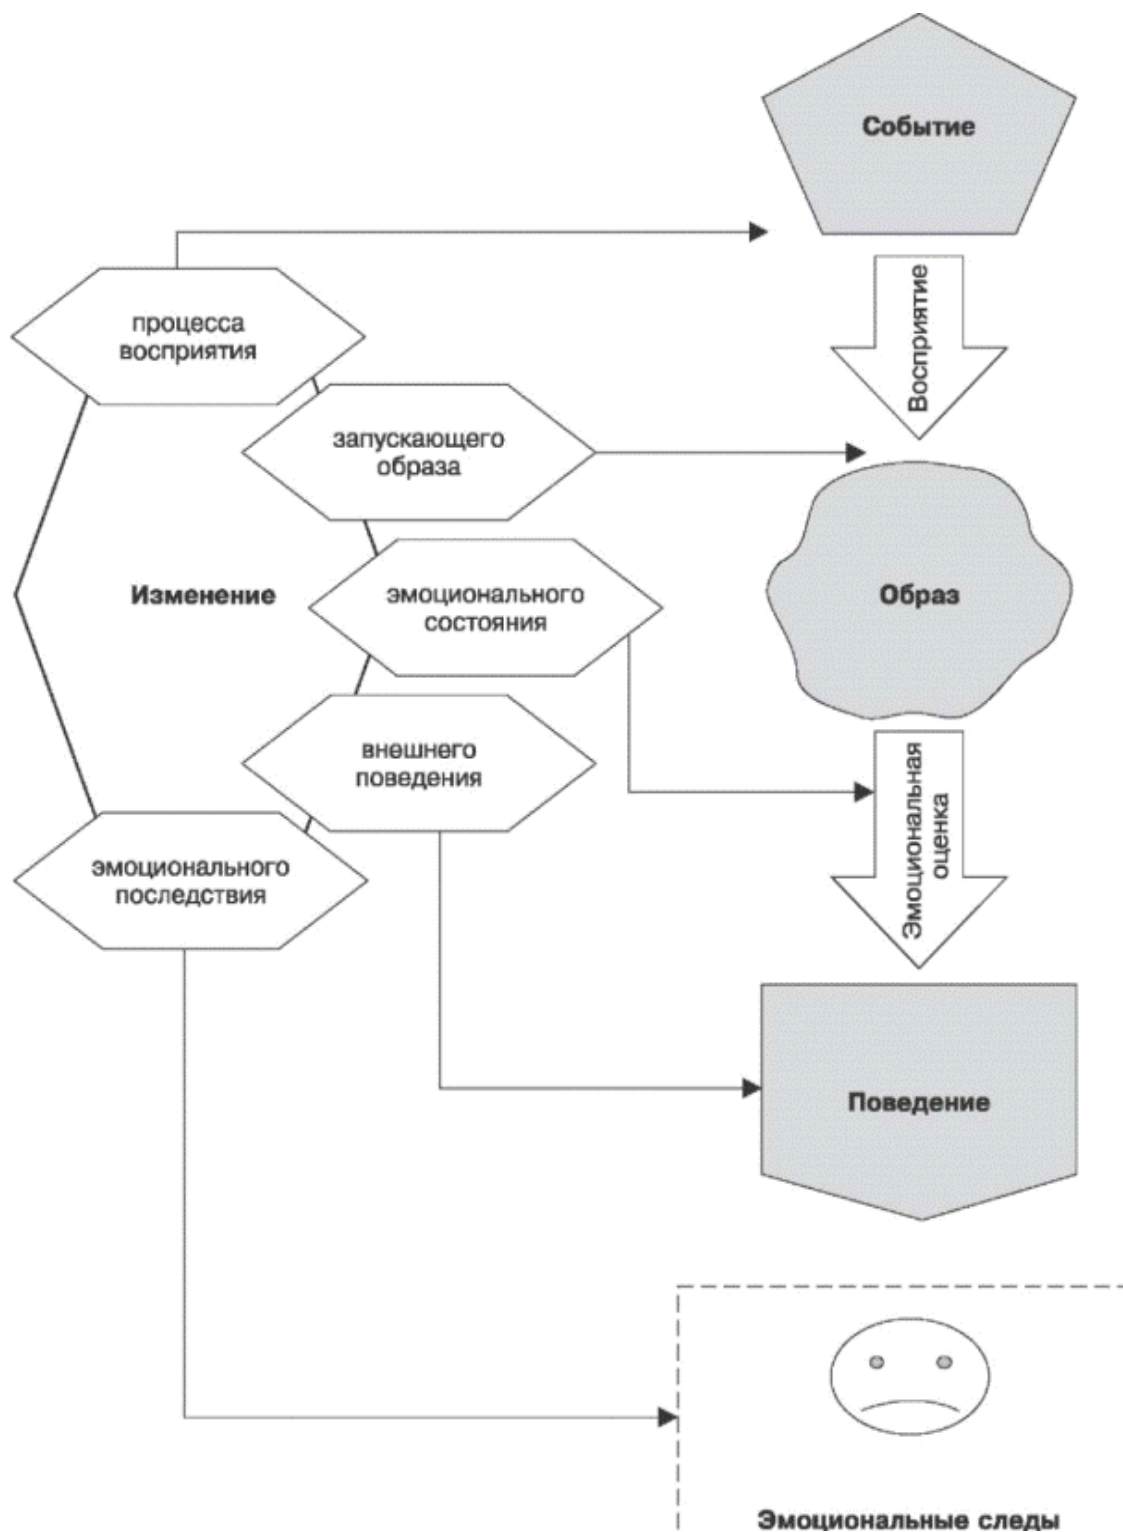 Событие
процесса
восприятия
Восприятие
запускающего
образа
Изменение
эмоционального
состояния
Образ
внешнего
поведения
Эмоциональная
оценка
эмоционального
последствия
Поведение
Эмоциональные следы